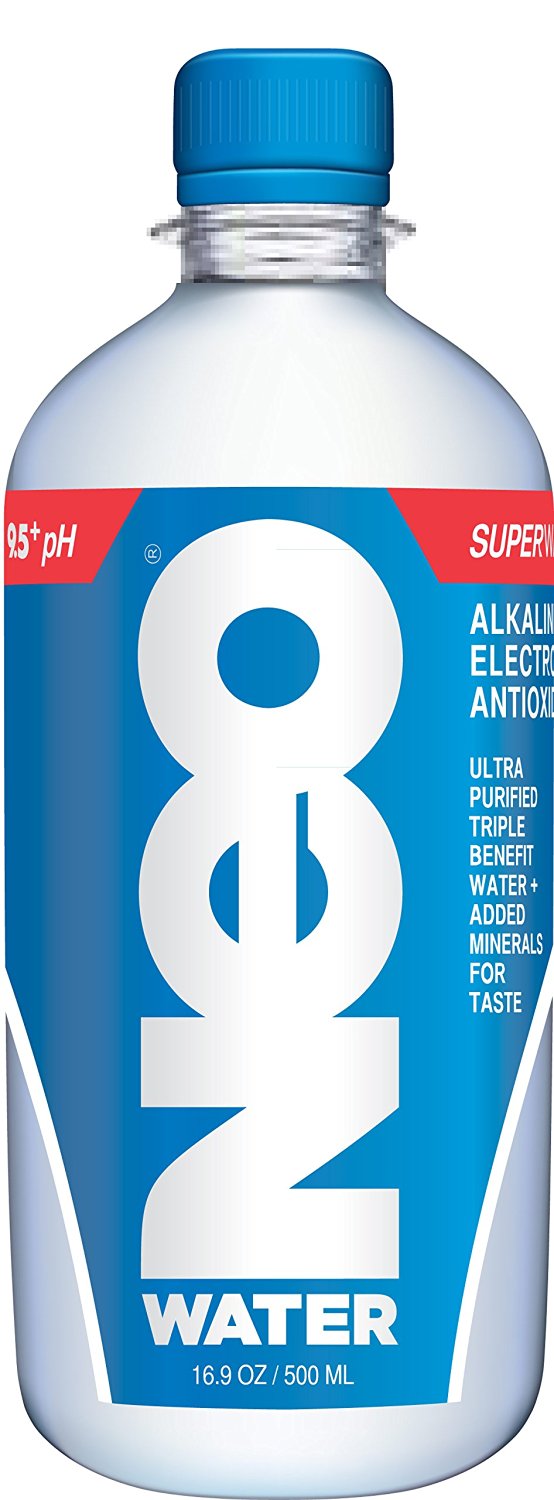 9.5+ pH
®
neo
WATER
16.9 OZ / 500 ML
SUPERW
ALKALIN
ELECTRO
ANTIOXID
ULTRA
PURIFIED
TRIPLE
BENEFIT
WATER +
ADDED
MINERALS
FOR
TASTE